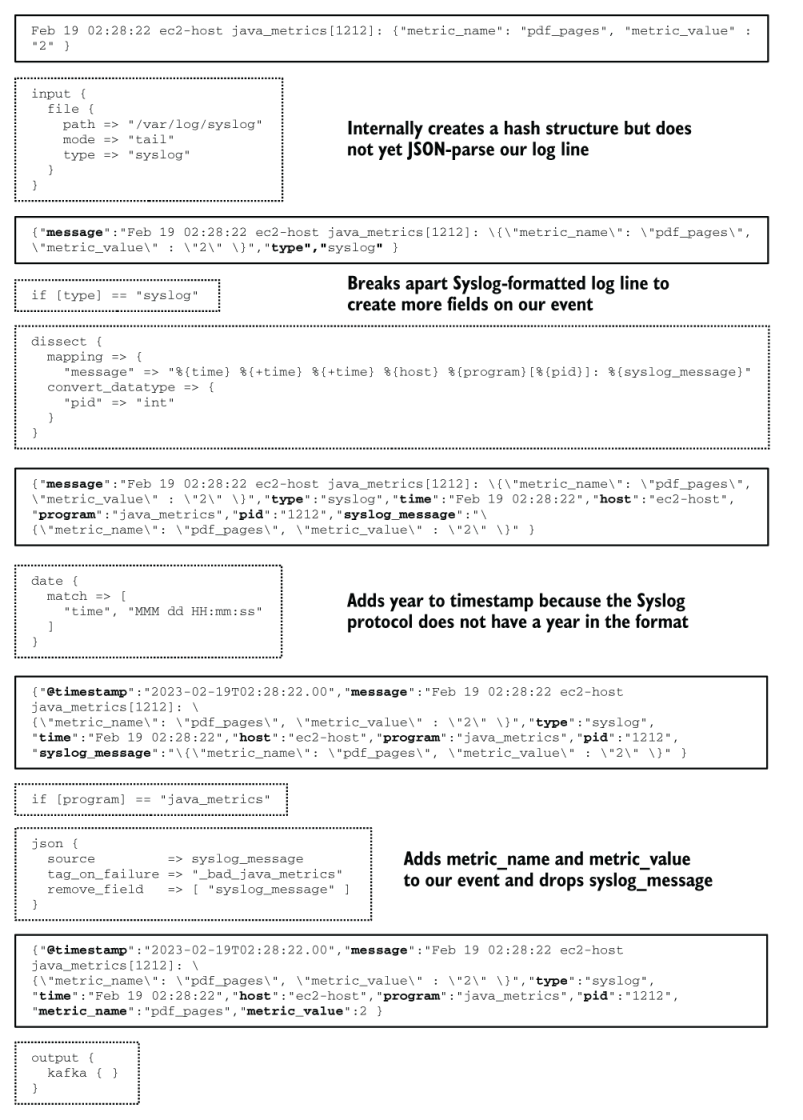 Feb 19 02:28:22 ec2-host java_metrics[1212]: {"metric_name": "pdf_pages", "metric_value" :
"2" }
input {
  file {
    path => "/var/log/syslog"
    mode => "tail"
    type => "syslog"
  }
}
Internally creates a hash structure but does
not yet JSON-parse our log line
{"message":"Feb 19 02:28:22 ec2-host java_metrics[1212]: \{\"metric_name\": \"pdf_pages\",
\"metric_value\" : \"2\" \}","type","syslog" }
if [type] == "syslog"
Breaks apart Syslog-formatted log line to
create more fields on our event
dissect {
  mapping => {
    "message" => "%{time} %{+time} %{+time} %{host} %{program}[%{pid}]: %{syslog_message}"
  convert_datatype => {
    "pid" => "int"
  }
}
{"message":"Feb 19 02:28:22 ec2-host java_metrics[1212]: \{\"metric_name\": \"pdf_pages\",
\"metric_value\" : \"2\" \}","type":"syslog","time":"Feb 19 02:28:22","host":"ec2-host",
"program":"java_metrics","pid":"1212","syslog_message":"\
{\"metric_name\": \"pdf_pages\", \"metric_value\" : \"2\" \}" }
date {
  match => [
    "time", "MMM dd HH:mm:ss"
  ]
}
Adds year to timestamp because the Syslog
protocol does not have a year in the format
{"@timestamp":"2023-02-19T02:28:22.00","message":"Feb 19 02:28:22 ec2-host
java_metrics[1212]: \
{\"metric_name\": \"pdf_pages\", \"metric_value\" : \"2\" \}","type":"syslog",
"time":"Feb 19 02:28:22","host":"ec2-host","program":"java_metrics","pid":"1212",
"syslog_message":"\{\"metric_name\": \"pdf_pages\", \"metric_value\" : \"2\" \}" }
if [program] == "java_metrics"
json {
  source         => syslog_message
  tag_on_failure => "_bad_java_metrics"
  remove_field   => [ "syslog_message" ]
}
Adds metric_name and metric_value
to our event and drops syslog_message
{"@timestamp":"2023-02-19T02:28:22.00","message":"Feb 19 02:28:22 ec2-host
java_metrics[1212]: \
{\"metric_name\": \"pdf_pages\", \"metric_value\" : \"2\" \}","type":"syslog",
"time":"Feb 19 02:28:22","host":"ec2-host","program":"java_metrics","pid":"1212",
"metric_name":"pdf_pages","metric_value":2 }
output {
  kafka { }
}